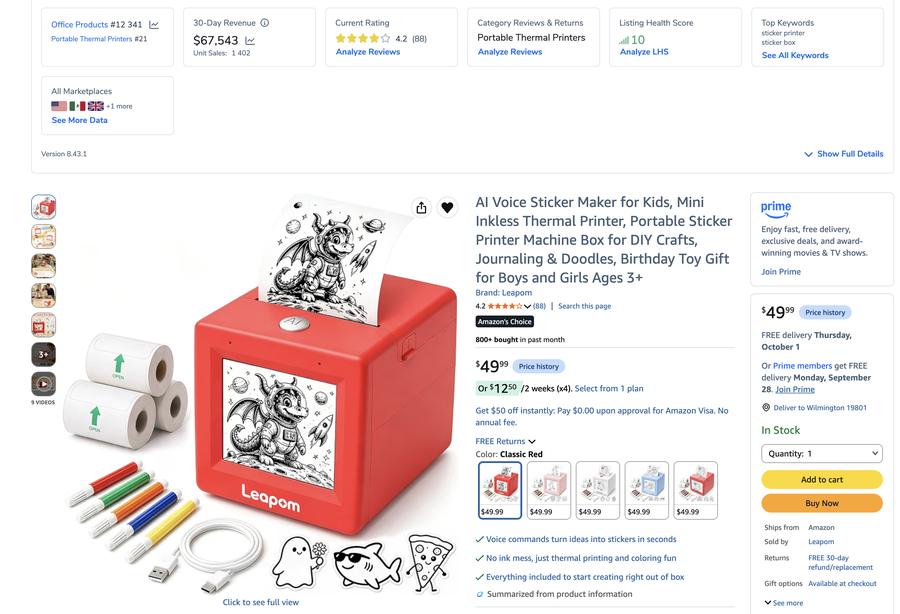 Office Products #12 341
Portable Thermal Printers #21
30-Day Revenue
$67,543
Unit Sales: 1 402
Current Rating
4.2 (88)
Analyze Reviews
Category Reviews & Returns
Portable Thermal Printers
Analyze Reviews
Listing Health Score
10
Analyze LHS
Top Keywords
sticker printer
sticker box
See All Keywords
All Marketplaces
+1 more
See More Data
Version 8.43.1
Show Full Details
3+
9 VIDEOS
AI
OPEN
OPEN
Leapom
Click to see full view
AI Voice Sticker Maker for Kids, Mini
Inkless Thermal Printer, Portable Sticker
Printer Machine Box for DIY Crafts,
Journaling & Doodles, Birthday Toy Gift
for Boys and Girls Ages 3+
Brand: Leapom
4.2 (88) | Search this page
Amazon's Choice
800+ bought in past month
$49 99 Price history
Or $12 50 /2 weeks (x4). Select from 1 plan
Get $50 off instantly: Pay $0.00 upon approval for Amazon Visa. No
annual fee.
FREE Returns
Color: Classic Red
$49.99 $49.99 $49.99 $49.99 $49.99
Voice commands turn ideas into stickers in seconds
No ink mess, just thermal printing and coloring fun
Everything included to start creating right out of box
Summarized from product information
prime
Enjoy fast, free delivery,
exclusive deals, and award-
winning movies & TV shows.
Join Prime
$49 99 Price history
FREE delivery Thursday,
October 1
Or Prime members get FREE
delivery Monday, September
28. Join Prime
Deliver to Wilmington 19801
In Stock
Quantity: 1
Add to cart
Buy Now
Ships from Amazon
Sold by Leapom
Returns FREE 30-day
refund/replacement
Gift options Available at checkout
See more